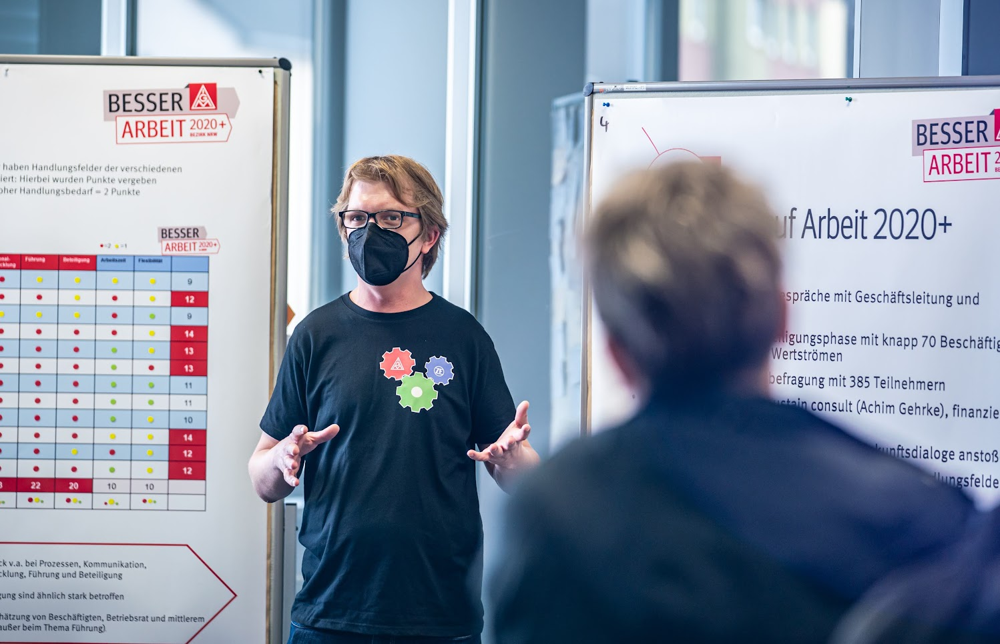 BESSER
ARBEIT 2020+
BEZIRK NRW
haben Handlungsfelder der verschiedenen
iert: Hierbei wurden Punkte vergeben
oher Handlungsbedarf = 2 Punkte
BESSER
ARBEIT 2020+
=2 =1
onal-
cklung
Führung Beteiligung Arbeitszeit Flexibilität
9
12
9
14
13
13
11
11
10
14
12
12
3 22 20 10 10
ck v.a. bei Prozessen, Kommunikation,
cklung, Führung und Beteiligung
gung sind ähnlich stark betroffen
hätzung von Beschäftigten, Betriebsrat und mittlerem
außer beim Thema Führung)
IGM
ZF
4
BESSER
ARBEIT 2
uf Arbeit 2020+
espräche mit Geschäftsleitung und
eiligungsphase mit knapp 70 Beschäftig
Wertströmen
befragung mit 385 Teilnehmern
sustain consult (Achim Gehrke), finanzie
kunftsdialoge anstoß
llungsfelde